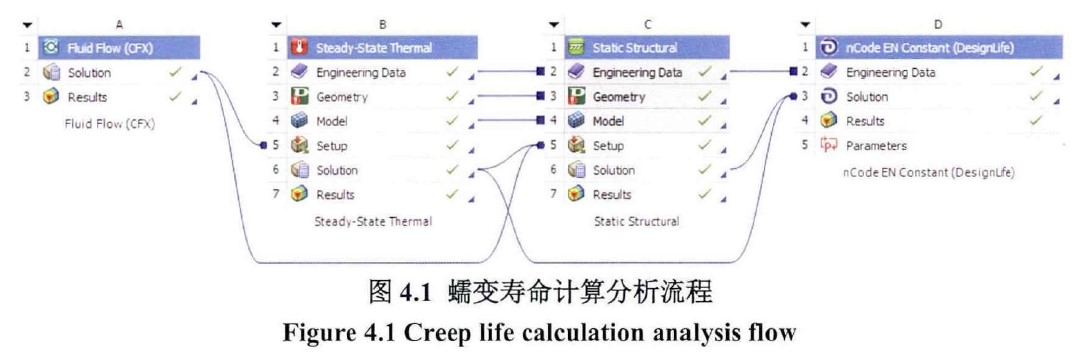 A
1 Fluid Flow (CFX)
2 Solution
3 Results
Fluid Flow (CFX)
B
1 Steady-State Thermal
2 Engineering Data
3 Geometry
4 Model
5 Setup
6 Solution
7 Results
Steady-State Thermal
C
1 Static Structural
2 Engineering Data
3 Geometry
4 Model
5 Setup
6 Solution
7 Results
Static Structural
D
1 nCode EN Constant (DesignLife)
2 Engineering Data
3 Solution
4 Results
5 Parameters
nCode EN Constant (DesignLife)
图 4.1 蠕变寿命计算分析流程
Figure 4.1 Creep life calculation analysis flow